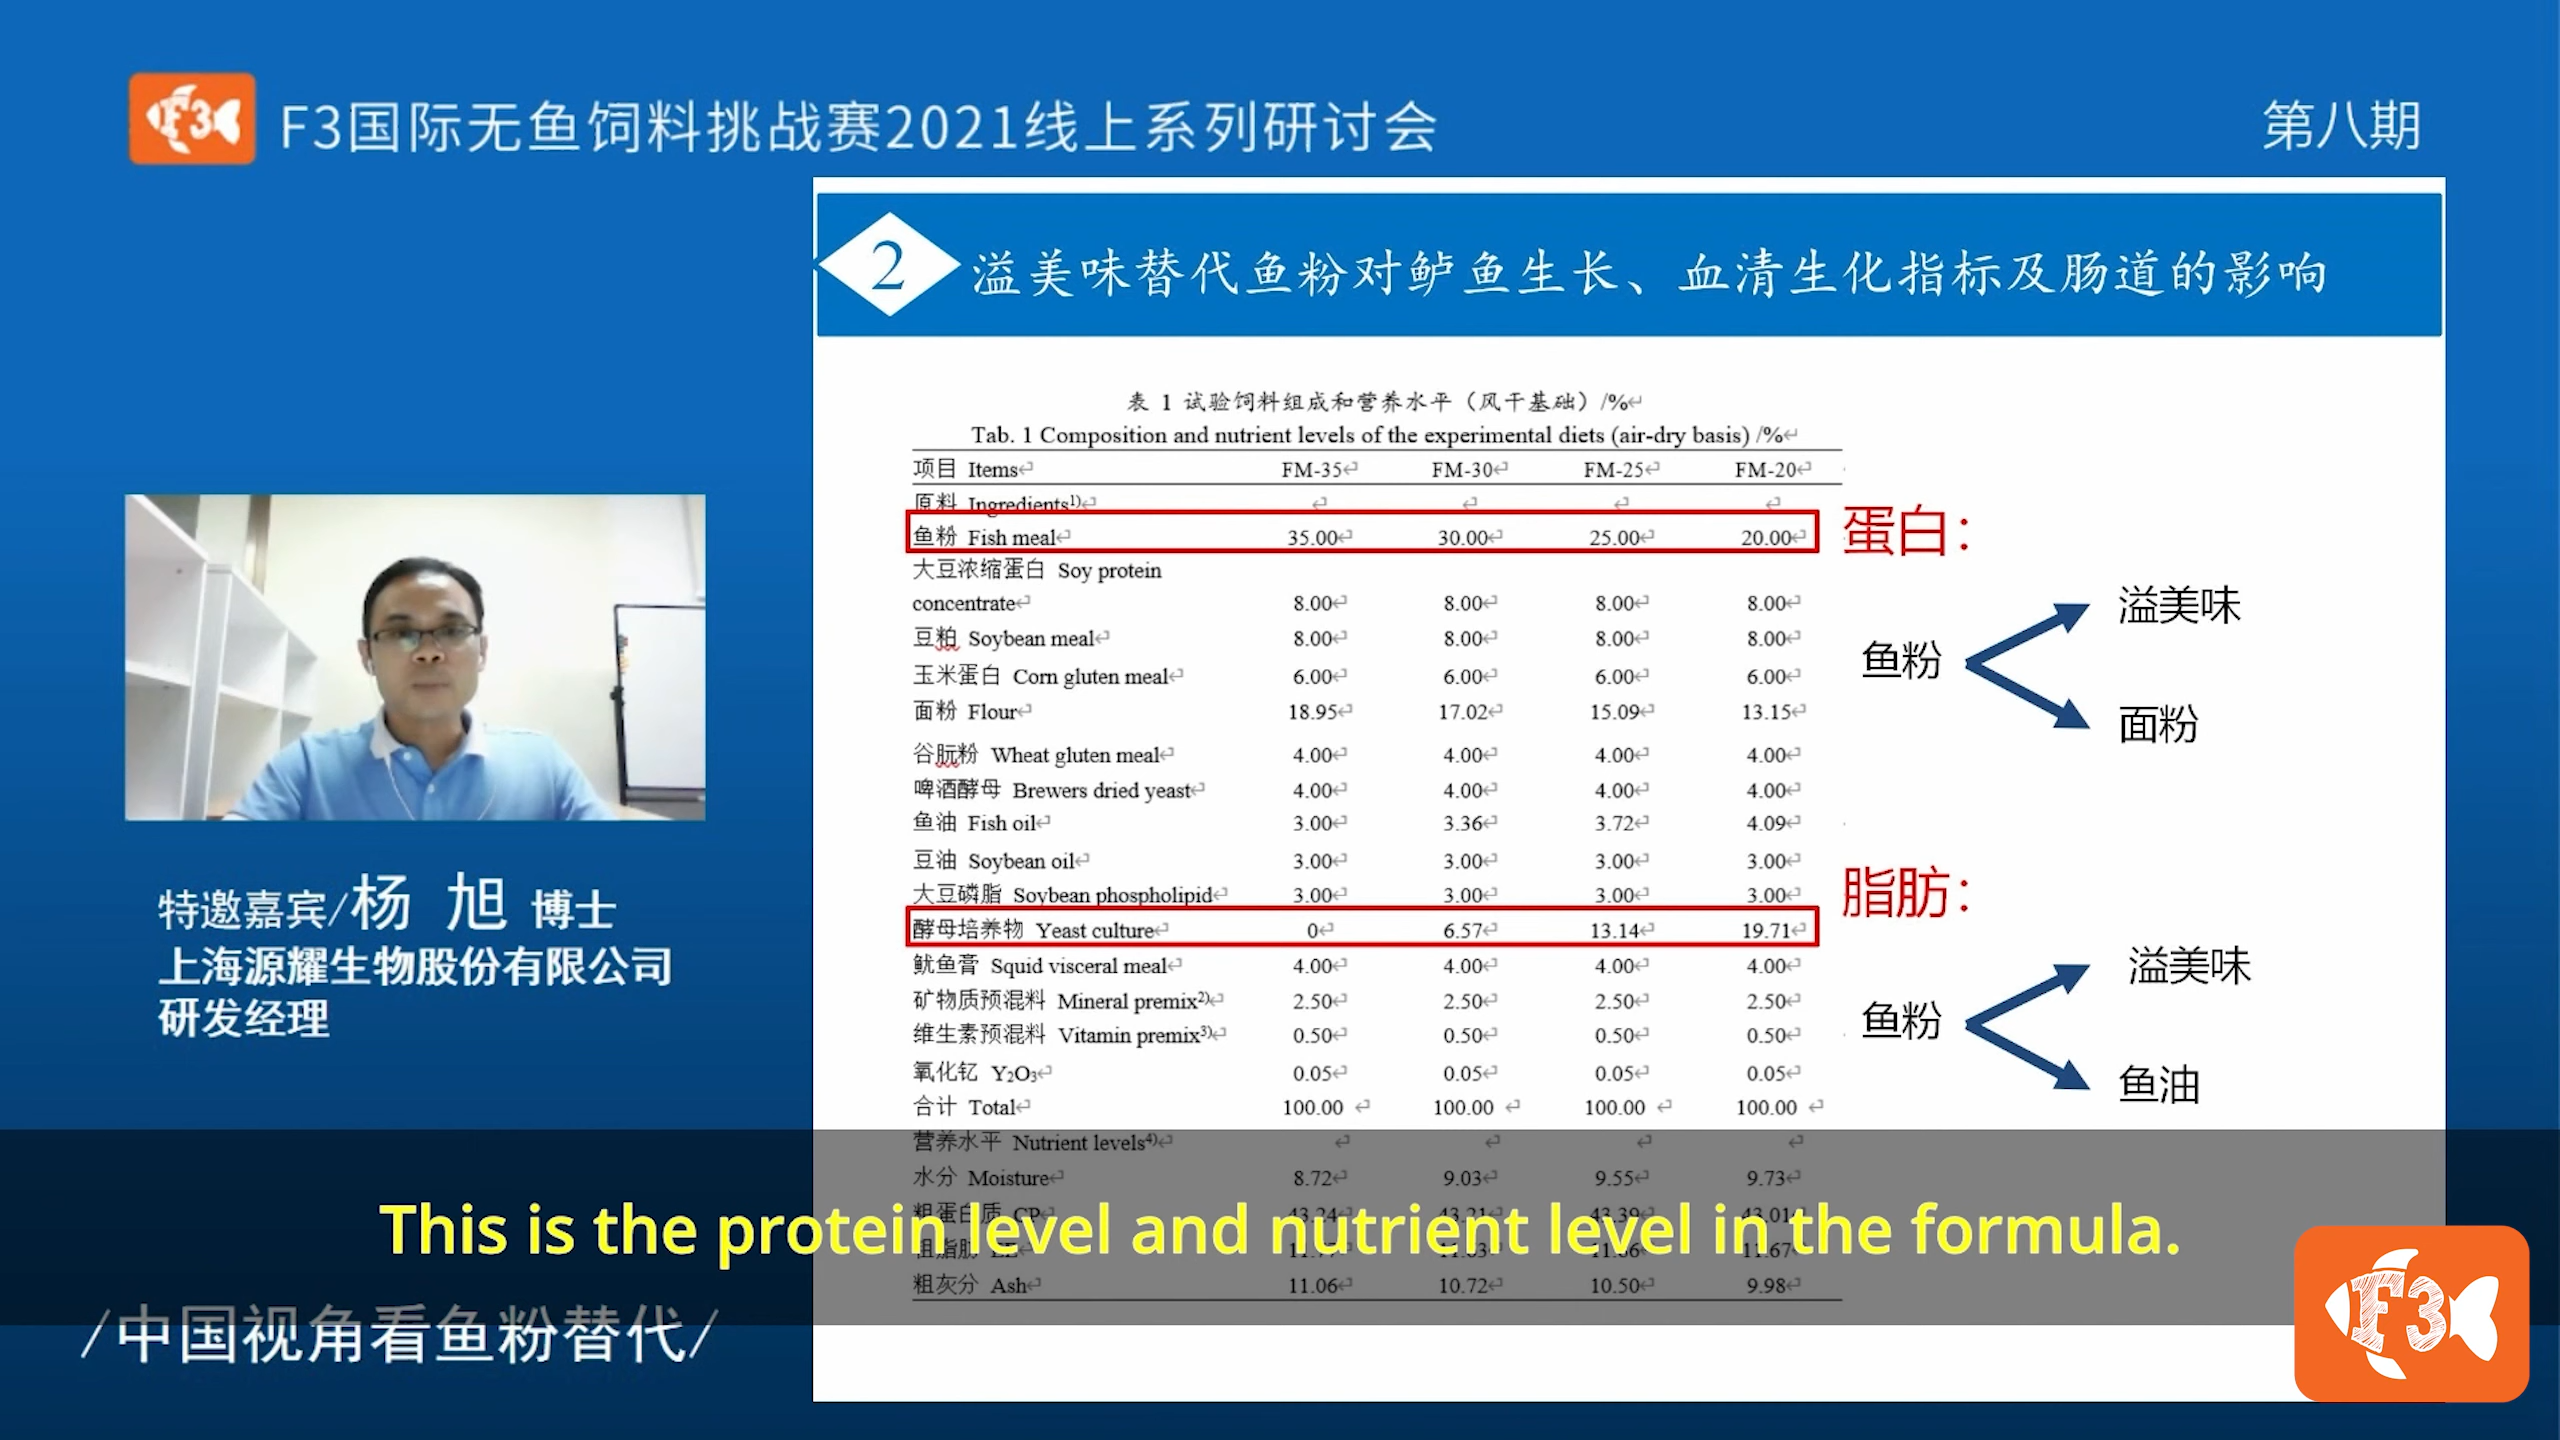 F3
F3国际无鱼饲料挑战赛2021线上系列研讨会
第八期
2
溢美味替代鱼粉对鲈鱼生长、血清生化指标及肠道的影响
表 1 试验饲料组成和营养水平（风干基础）/%
Tab. 1 Composition and nutrient levels of the experimental diets (air-dry basis) /%
项目 Items FM-35 FM-30 FM-25 FM-20
原料 Ingredients1)
鱼粉 Fish meal 35.00 30.00 25.00 20.00
大豆浓缩蛋白 Soy protein
concentrate 8.00 8.00 8.00 8.00
豆粕 Soybean meal 8.00 8.00 8.00 8.00
玉米蛋白 Corn gluten meal 6.00 6.00 6.00 6.00
面粉 Flour 18.95 17.02 15.09 13.15
谷朊粉 Wheat gluten meal 4.00 4.00 4.00 4.00
啤酒酵母 Brewers dried yeast 4.00 4.00 4.00 4.00
鱼油 Fish oil 3.00 3.36 3.72 4.09
豆油 Soybean oil 3.00 3.00 3.00 3.00
大豆磷脂 Soybean phospholipid 3.00 3.00 3.00 3.00
酵母培养物 Yeast culture 0 6.57 13.14 19.71
鱿鱼膏 Squid visceral meal 4.00 4.00 4.00 4.00
矿物质预混料 Mineral premix2) 2.50 2.50 2.50 2.50
维生素预混料 Vitamin premix3) 0.50 0.50 0.50 0.50
氧化钇 Y2O3 0.05 0.05 0.05 0.05
合计 Total 100.00 100.00 100.00 100.00
营养水平 Nutrient levels4)
水分 Moisture 8.72 9.03 9.55 9.73
粗蛋白质 CP 43.24 43.21 43.39 43.01
粗脂肪
粗灰分 Ash 11.06 10.72 10.50 9.98
蛋白：
溢美味
鱼粉
面粉
脂肪：
溢美味
鱼粉
鱼油
特邀嘉宾/杨 旭 博士
上海源耀生物股份有限公司
研发经理
This is the protein level and nutrient level in the formula.
/中国视角看鱼粉替代/
F3